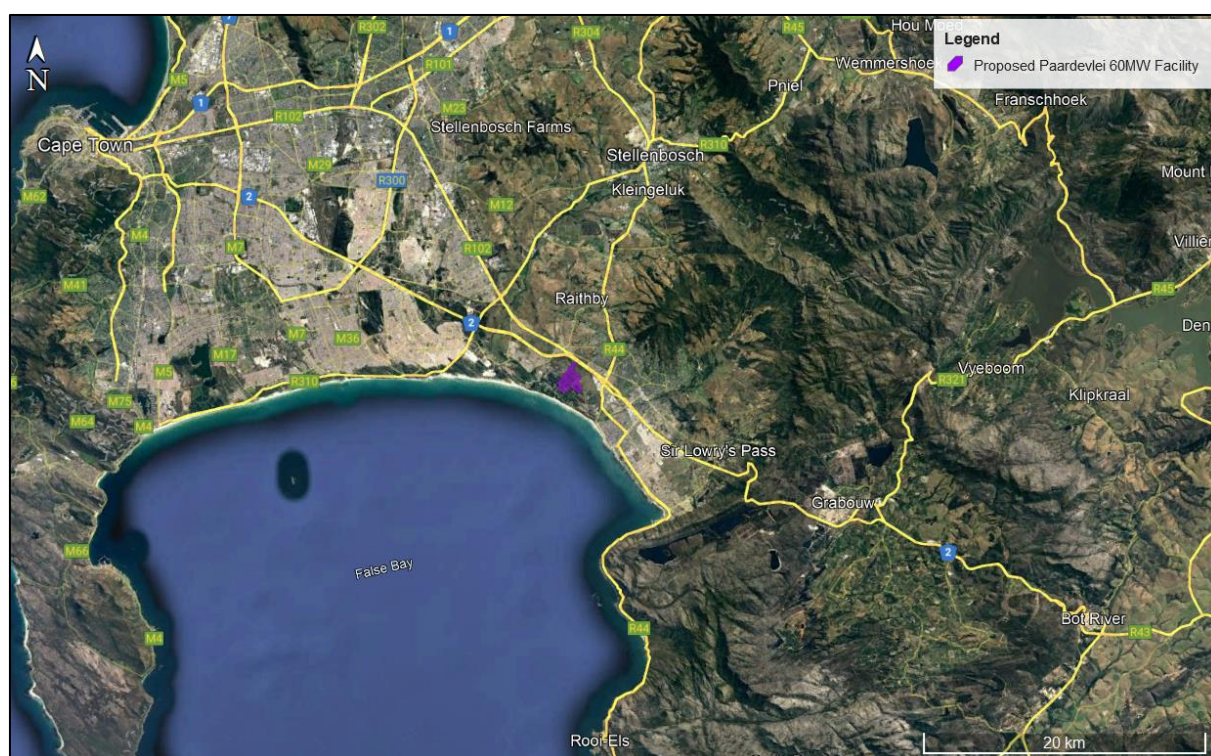 7
R302
1
R304
R45
Hou Moed
Legend
Proposed Paardevlei 60MW Facility
N
M5
R101
Wemmershoek
Pniel
Franschhoek
1
R102
M23
Stellenbosch Farms
Cape Town
Stellenbosch
R310
M29
R300
Kleingeluk
Mount
M62
2
M12
M4
M7
R102
Villiers
M41
Raithby
R45
2
Den
M7
M36
R44
M17
R310
M5
Vyeboom
R321
Klipkraal
M75
M64
M4
Sir Lowry's Pass
Grabouw
M66
2
False Bay
Bot River
R43
M4
R44
Rooi Els
20 km